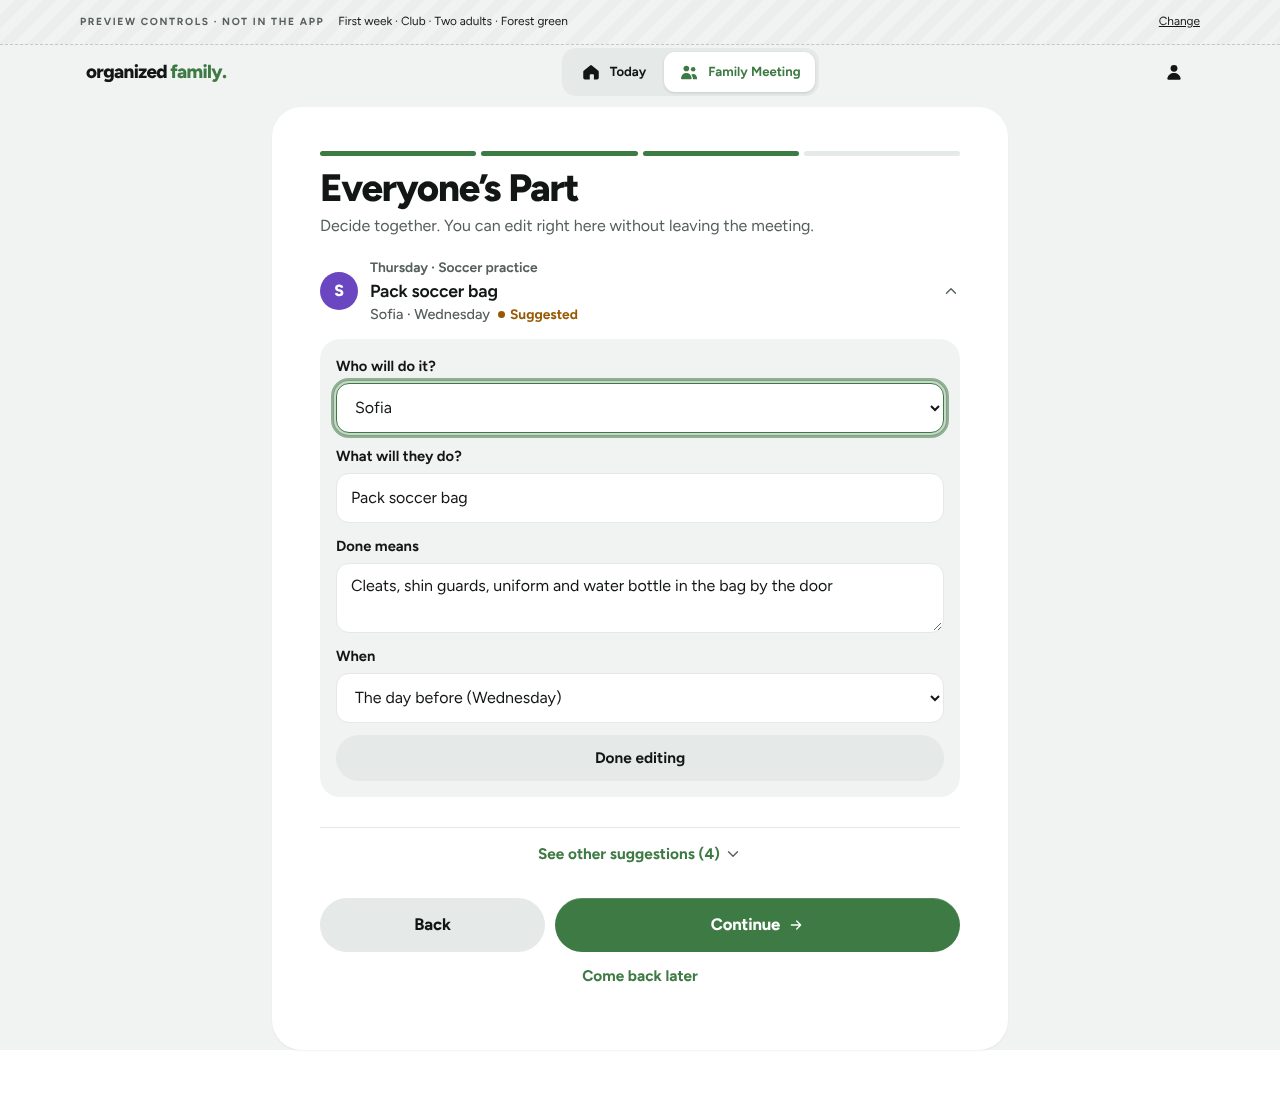 PREVIEW CONTROLS · NOT IN THE APP First week · Club · Two adults · Forest green Change
organized family. Today Family Meeting
Everyone’s Part
Decide together. You can edit right here without leaving the meeting.
Thursday · Soccer practice
S Pack soccer bag
Sofia · Wednesday Suggested
Who will do it?
Sofia
What will they do?
Pack soccer bag
Done means
Cleats, shin guards, uniform and water bottle in the bag by the door
When
The day before (Wednesday)
Done editing
See other suggestions (4)
Back Continue →
Come back later